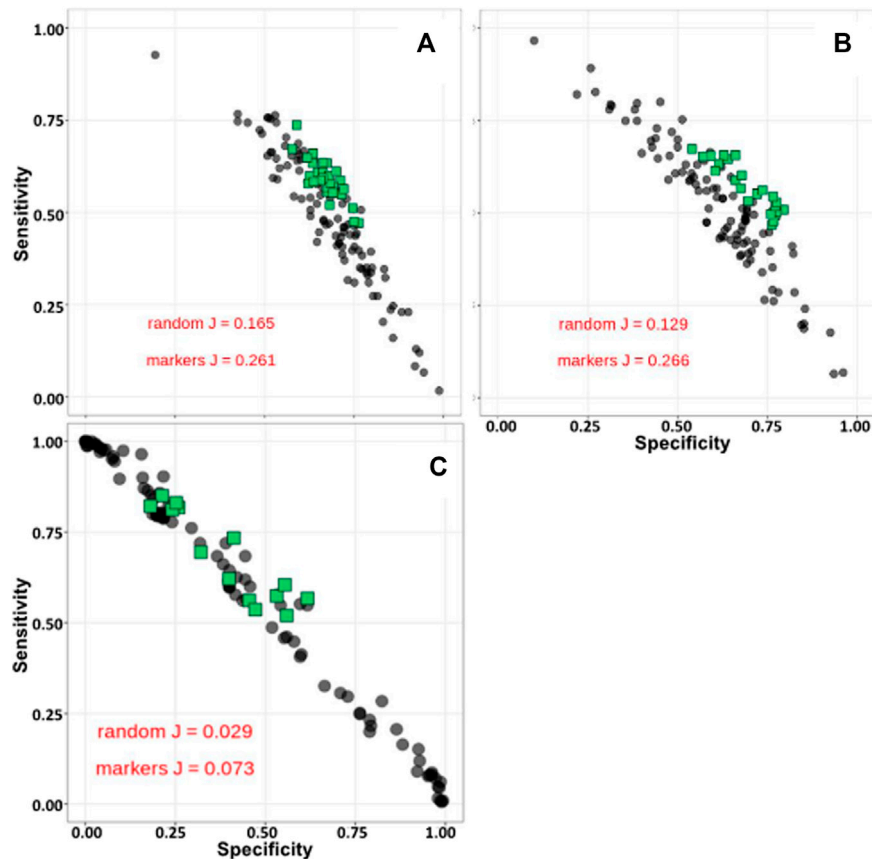 A
1.00
0.75
0.50
0.25
0.00
Sensitivity
random J = 0.165
markers J = 0.261
B
random J = 0.129
markers J = 0.266
0.00 0.25 0.50 0.75 1.00
Specificity
C
1.00
0.75
0.50
0.25
0.00
Sensitivity
random J = 0.029
markers J = 0.073
0.00 0.25 0.50 0.75 1.00
Specificity